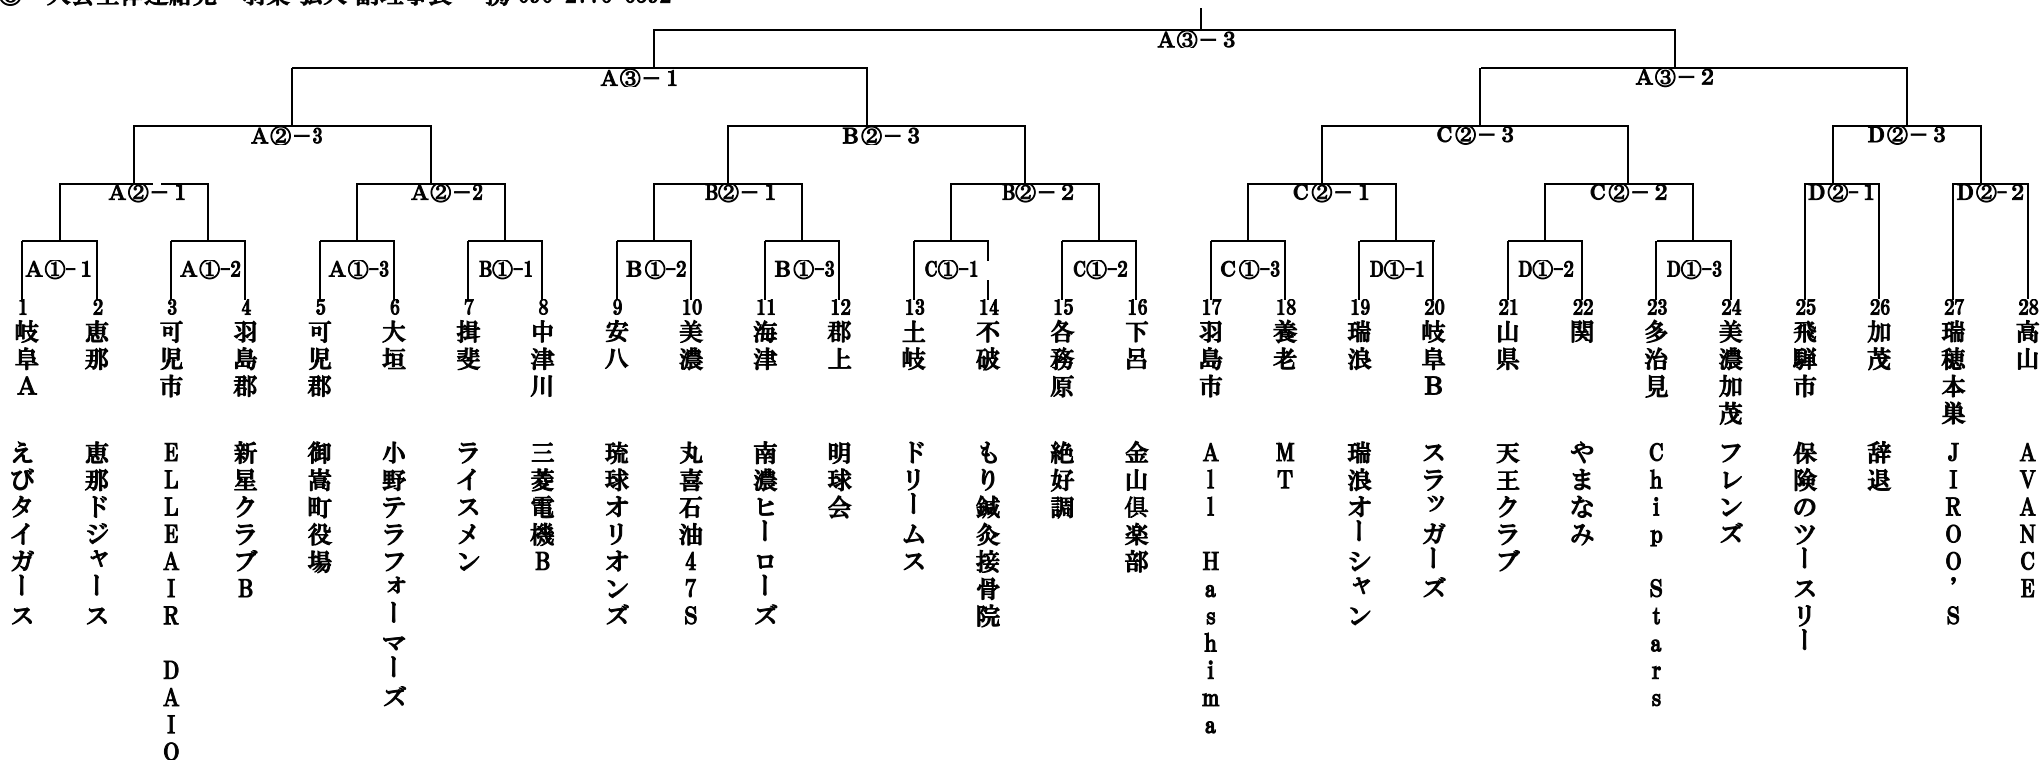 A③－3
A③－1
A③－2
A②－3
B②－3
C②－3
D②－3
A②－1
A②－2
B②－1
B②－2
C②－1
C②－2
D②-1
D②-2
A①-1
A①-2
A①-3
B①-1
B①-2
B①-3
C①-1
C①-2
C①-3
D①-1
D①-2
D①-3
1 岐阜A えびタイガース
2 恵那 恵那ドジャース
3 可児市 ELLEAIR DAIO
4 羽島郡 新星クラブB
5 可児郡 御嵩町役場
6 大垣 小野テラフォーマーズ
7 揖斐 ライスメン
8 中津川 三菱電機B
9 安八 琉球オリオンズ
10 美濃 丸喜石油47S
11 海津 南濃ヒーローズ
12 郡上 明球会
13 土岐 ドリームス
14 不破 もり鍼灸接骨院
15 各務原 絶好調
16 下呂 金山倶楽部
17 羽島市 All Hashima
18 養老 MT
19 瑞浪 瑞浪オーシャン
20 岐阜B スラッガーズ
21 山県 天王クラブ
22 関 やまなみ
23 多治見 Chip Stars
24 美濃加茂 フレンズ
25 飛騨市 保険のツースリー
26 加茂 辞退
27 瑞穂本巣 JIROO’S
28 高山 AVANCE